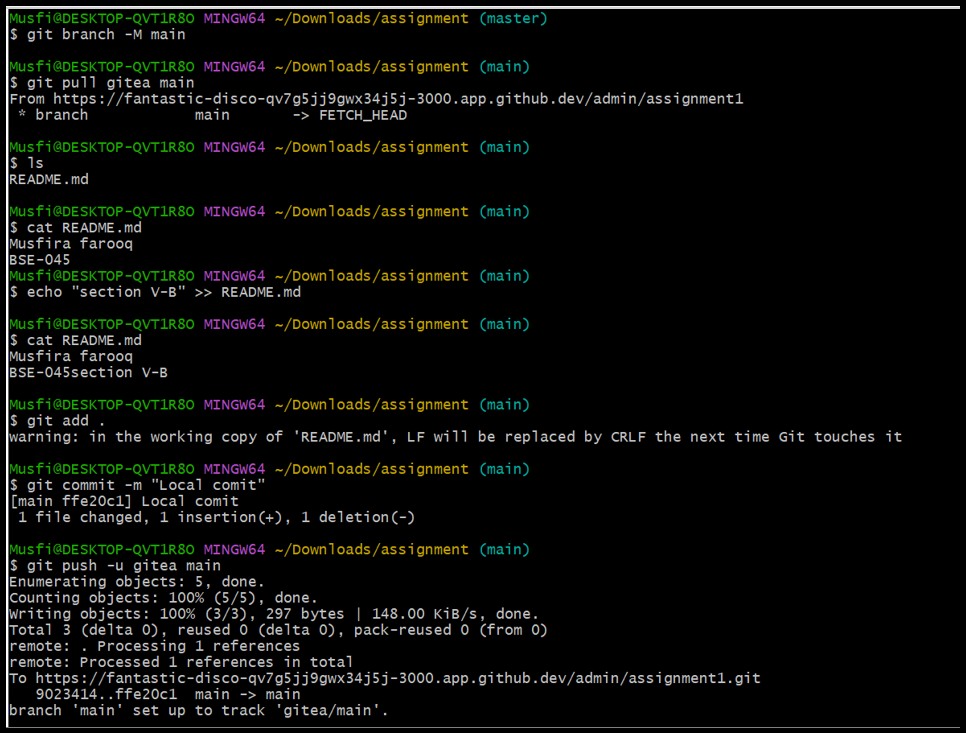 Musfi@DESKTOP-QVT1R8O MINGW64 ~/Downloads/assignment (master)
$ git branch -M main
Musfi@DESKTOP-QVT1R8O MINGW64 ~/Downloads/assignment (main)
$ git pull gitea main
From https://fantastic-disco-qv7g5jj9gwx34j5j-3000.app.github.dev/admin/assignment1
 * branch            main       -> FETCH_HEAD
Musfi@DESKTOP-QVT1R8O MINGW64 ~/Downloads/assignment (main)
$ ls
README.md
Musfi@DESKTOP-QVT1R8O MINGW64 ~/Downloads/assignment (main)
$ cat README.md
Musfira farooq
BSE-045
Musfi@DESKTOP-QVT1R8O MINGW64 ~/Downloads/assignment (main)
$ echo "section V-B" >> README.md
Musfi@DESKTOP-QVT1R8O MINGW64 ~/Downloads/assignment (main)
$ cat README.md
Musfira farooq
BSE-045section V-B
Musfi@DESKTOP-QVT1R8O MINGW64 ~/Downloads/assignment (main)
$ git add .
warning: in the working copy of 'README.md', LF will be replaced by CRLF the next time Git touches it
Musfi@DESKTOP-QVT1R8O MINGW64 ~/Downloads/assignment (main)
$ git commit -m "Local comit"
[main ffe20c1] Local comit
 1 file changed, 1 insertion(+), 1 deletion(-)
Musfi@DESKTOP-QVT1R8O MINGW64 ~/Downloads/assignment (main)
$ git push -u gitea main
Enumerating objects: 5, done.
Counting objects: 100% (5/5), done.
Writing objects: 100% (3/3), 297 bytes | 148.00 KiB/s, done.
Total 3 (delta 0), reused 0 (delta 0), pack-reused 0 (from 0)
remote: . Processing 1 references
remote: Processed 1 references in total
To https://fantastic-disco-qv7g5jj9gwx34j5j-3000.app.github.dev/admin/assignment1.git
   9023414..ffe20c1  main -> main
branch 'main' set up to track 'gitea/main'.